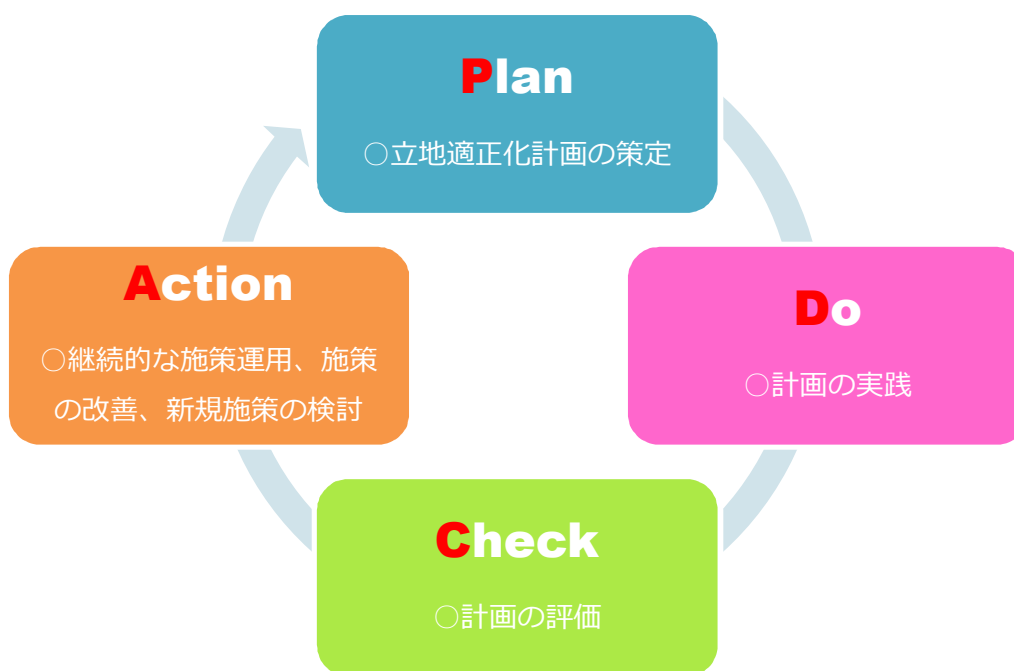 Plan
○立地適正化計画の策定
Do
○計画の実践
Check
○計画の評価
Action
○継続的な施策運用、施策
の改善、新規施策の検討